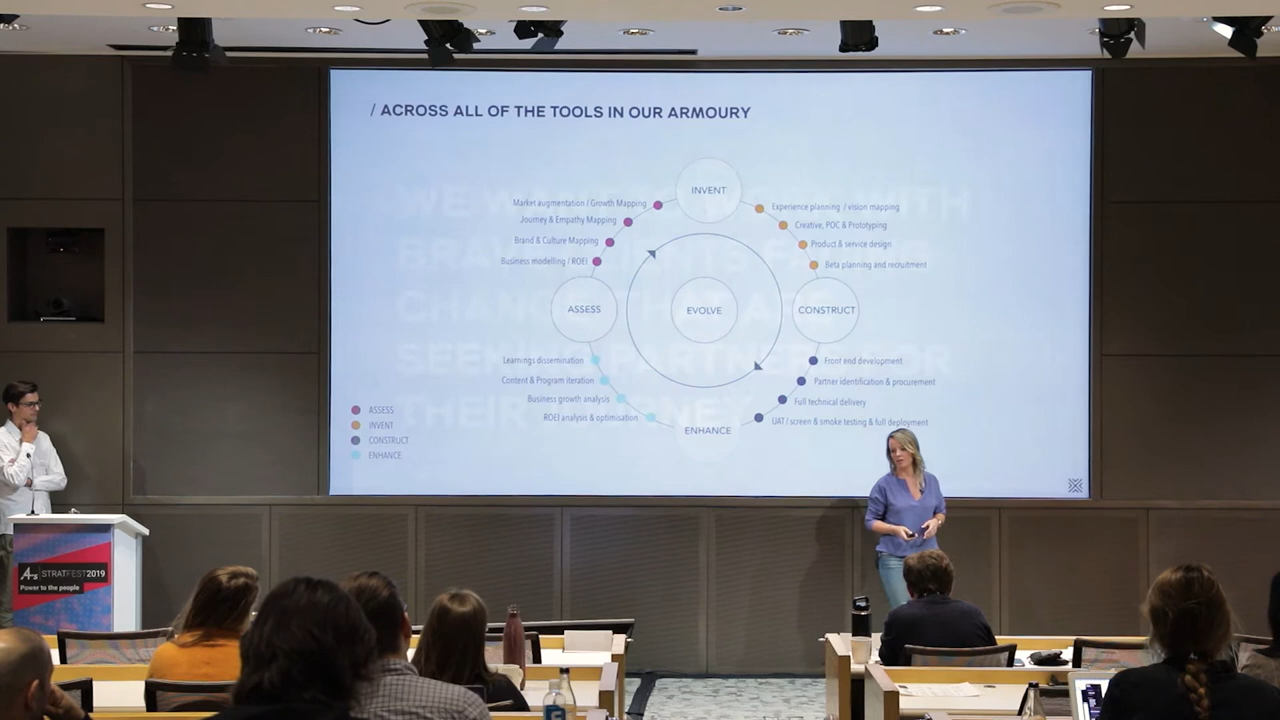 / ACROSS ALL OF THE TOOLS IN OUR ARMOURY
INVENT
Market augmentation / Growth Mapping
Journey & Empathy Mapping
Brand & Culture Mapping
Business modelling / ROEI
Experience planning / vision mapping
Creative, POC & Prototyping
Product & service design
Beta planning and recruitment
ASSESS
EVOLVE
CONSTRUCT
Learnings dissemination
Content & Program iteration
Business growth analysis
ROEI analysis & optimisation
Front end development
Partner identification & procurement
Full technical delivery
UAT / screen & smoke testing & full deployment
ENHANCE
ASSESS
INVENT
CONSTRUCT
ENHANCE
4As STRATFEST2019
Power to the people